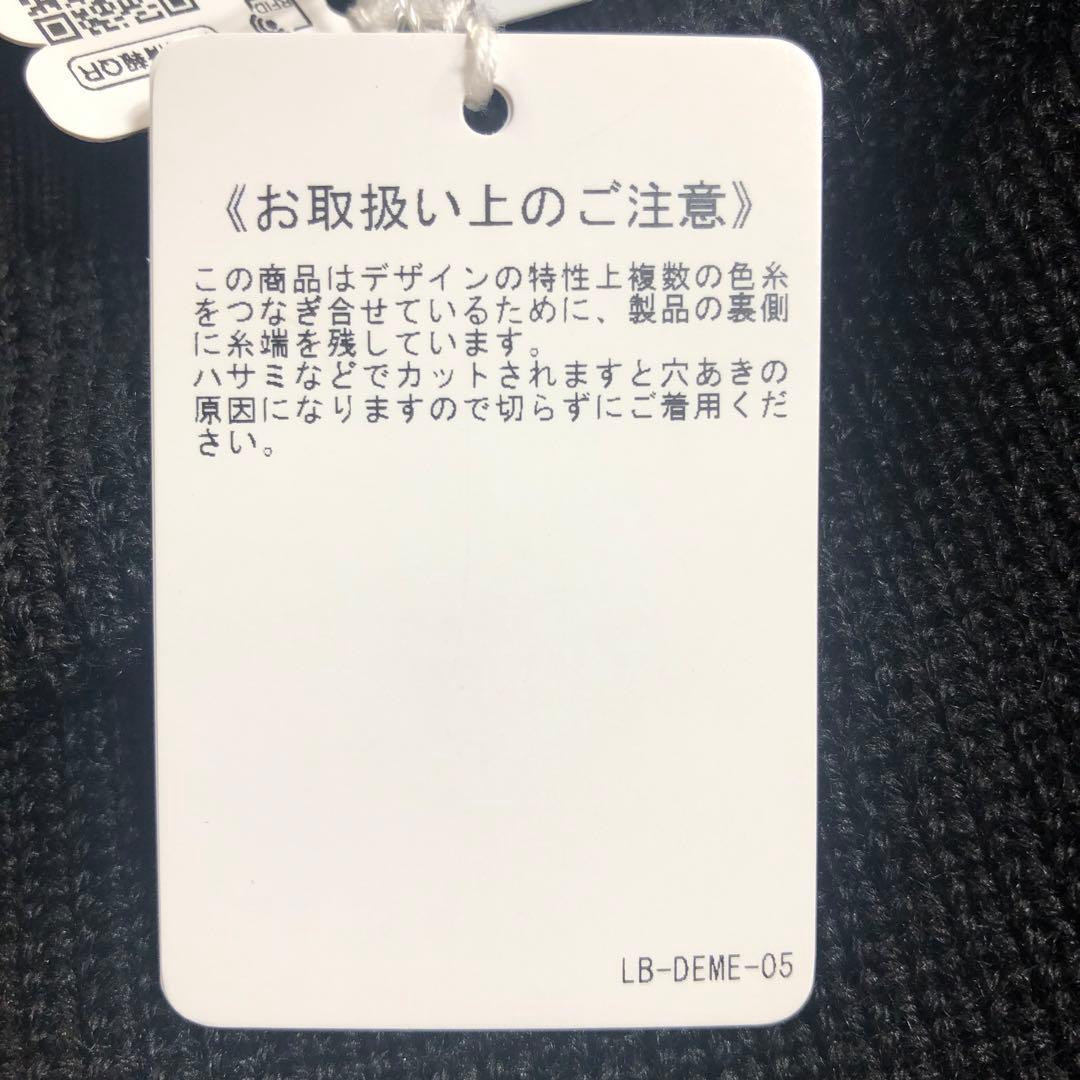 RFID
報QR
《お取扱い上のご注意》
この商品はデザインの特性上複数の色糸
をつなぎ合せているために、製品の裏側
に糸端を残しています。
ハサミなどでカットされますと穴あきの
原因になりますので切らずにご着用くだ
さい。
LB-DEME-05